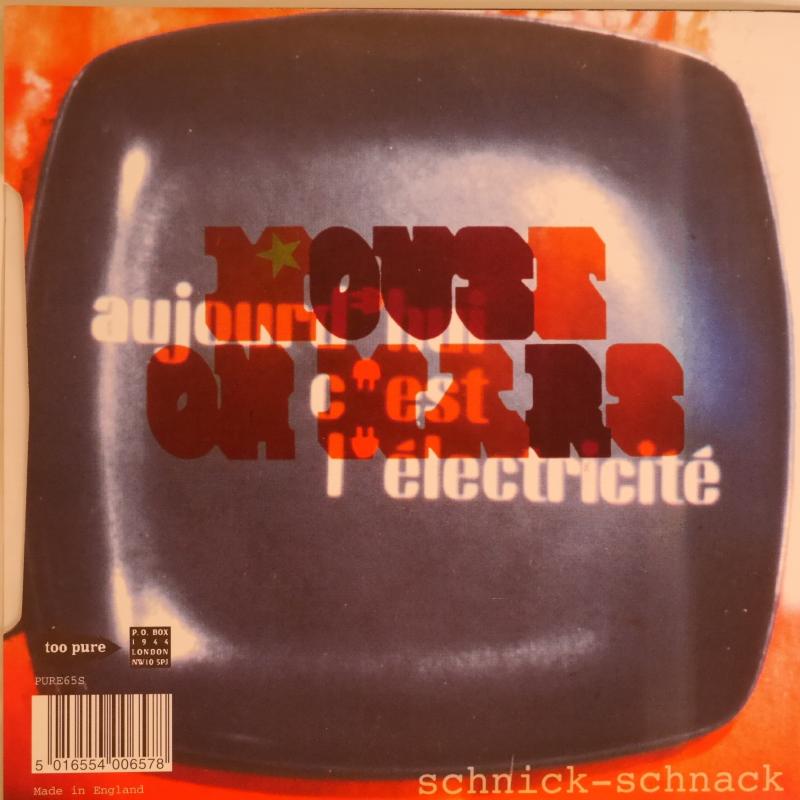 MOUSE
aujourd'hui
ON MARS
c'est
l'électricité
too pure
P.O. BOX
1944
LONDON
NW10 5PJ
PURE65S
5 016554 006578
Made in England
schnick-schnack